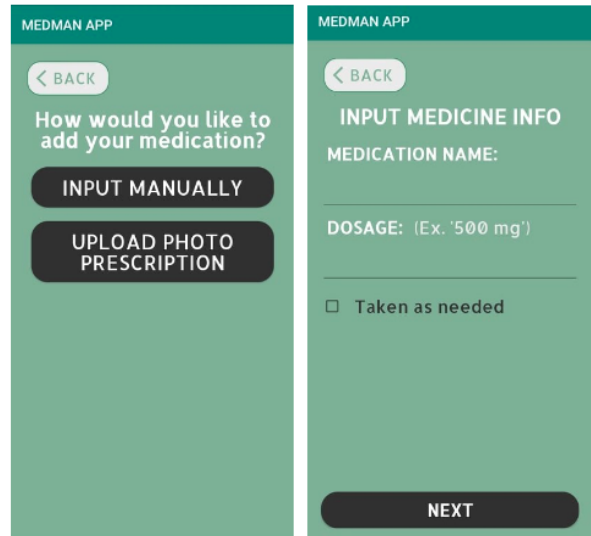 MEDMAN APP
< BACK
How would you like to
add your medication?
INPUT MANUALLY
UPLOAD PHOTO
PRESCRIPTION
MEDMAN APP
< BACK
INPUT MEDICINE INFO
MEDICATION NAME:
DOSAGE: (Ex. '500 mg')
Taken as needed
NEXT